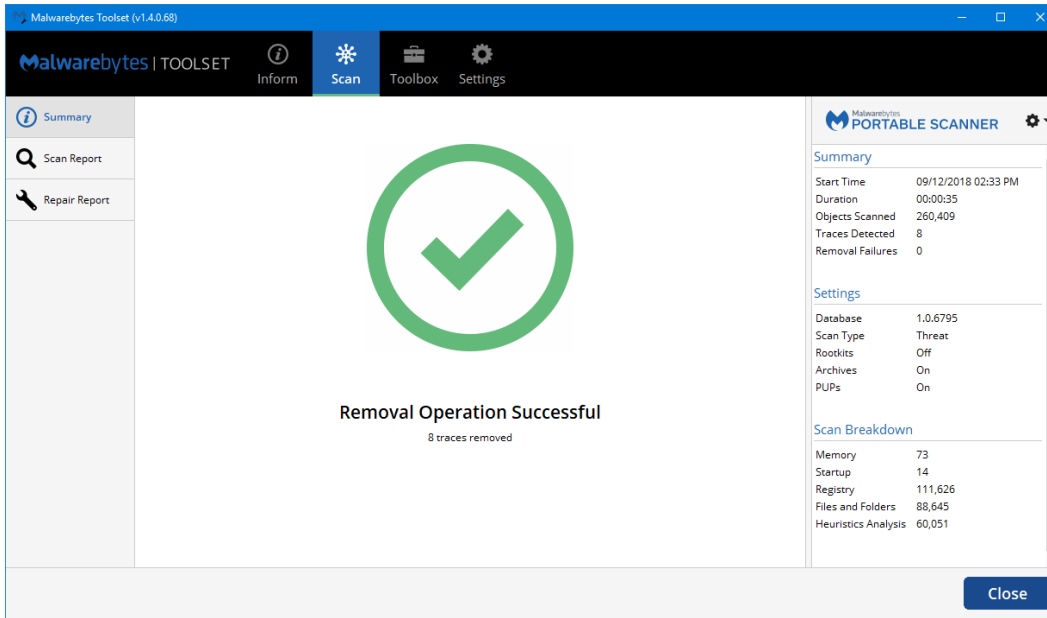 Malwarebytes Toolset (v1.4.0.68)
Malwarebytes | TOOLSET
Inform
Scan
Toolbox
Settings
Summary
Scan Report
Repair Report
Removal Operation Successful
8 traces removed
Malwarebytes
PORTABLE SCANNER
Summary
Start Time 09/12/2018 02:33 PM
Duration 00:00:35
Objects Scanned 260,409
Traces Detected 8
Removal Failures 0
Settings
Database 1.0.6795
Scan Type Threat
Rootkits Off
Archives On
PUPs On
Scan Breakdown
Memory 73
Startup 14
Registry 111,626
Files and Folders 88,645
Heuristics Analysis 60,051
Close